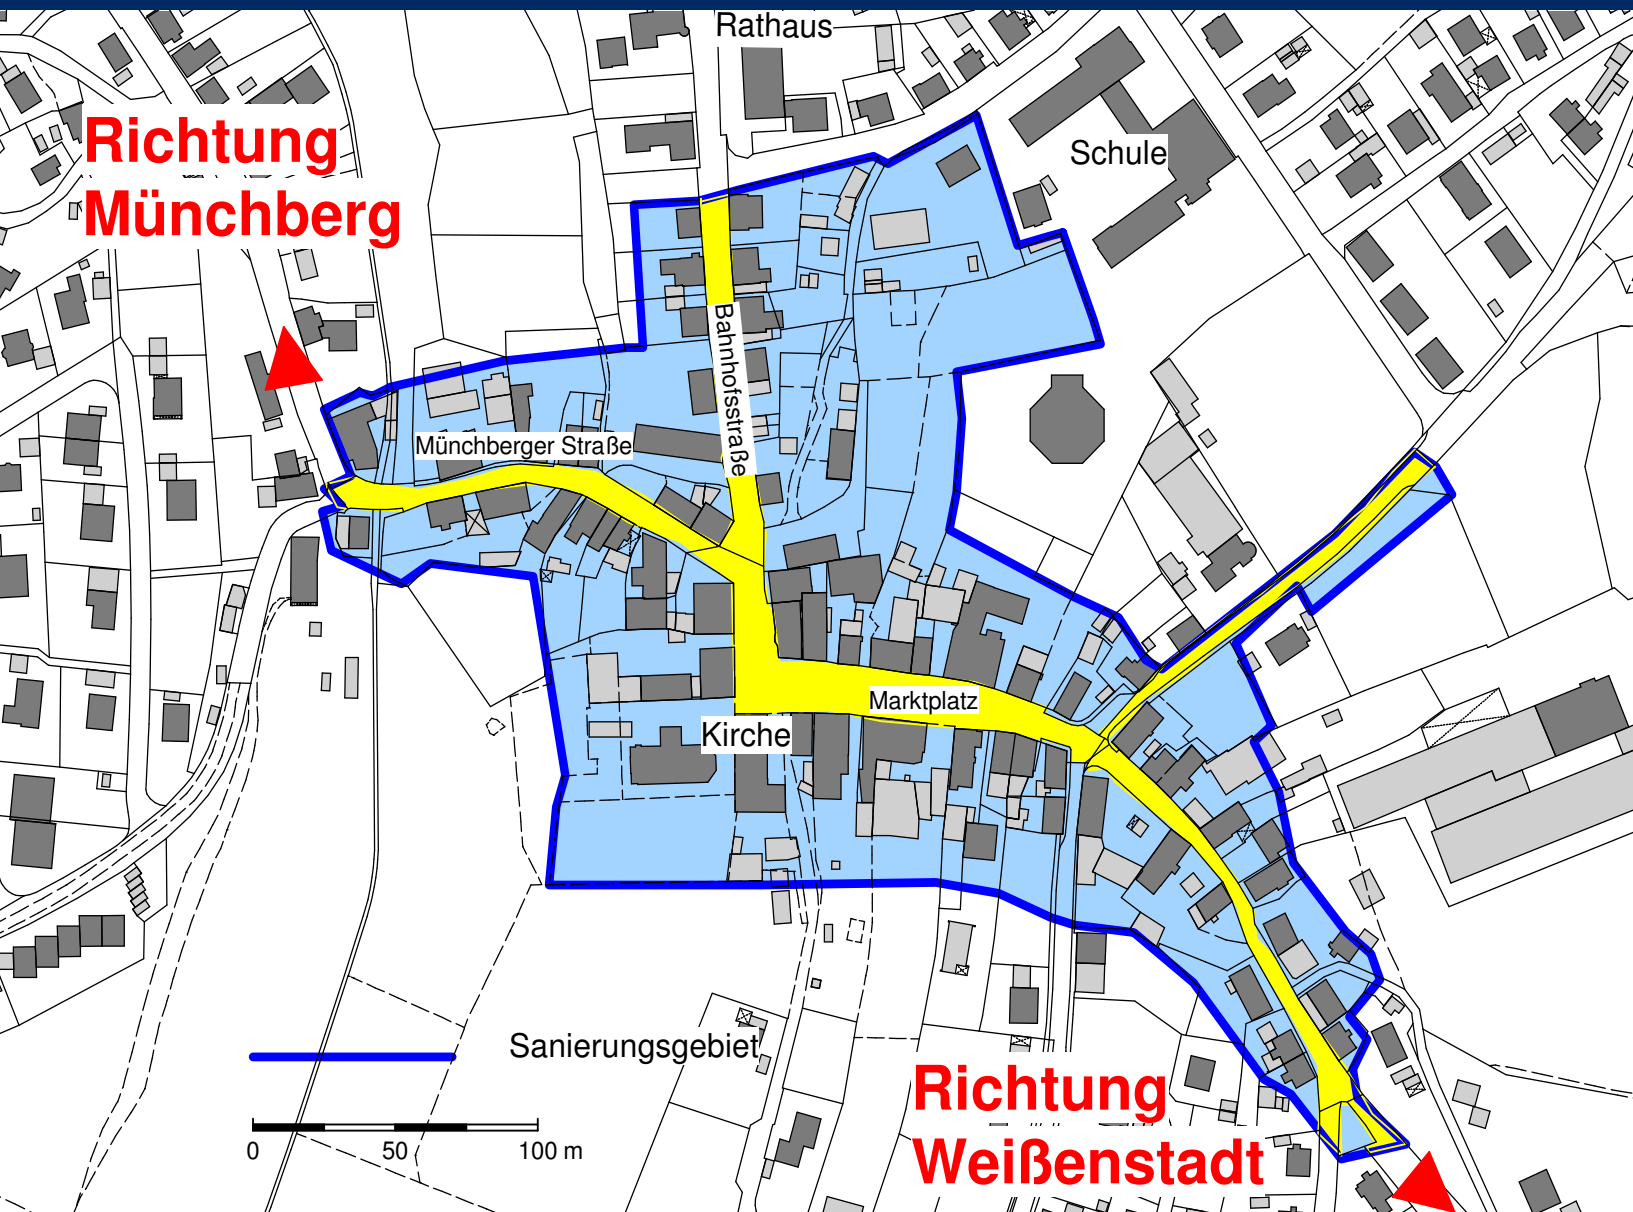 Rathaus
Richtung
Münchberg
Schule
Bahnhofsstraße
Münchberger Straße
Marktplatz
Kirche
Sanierungsgebiet
0 50 100 m
Richtung
Weißenstadt